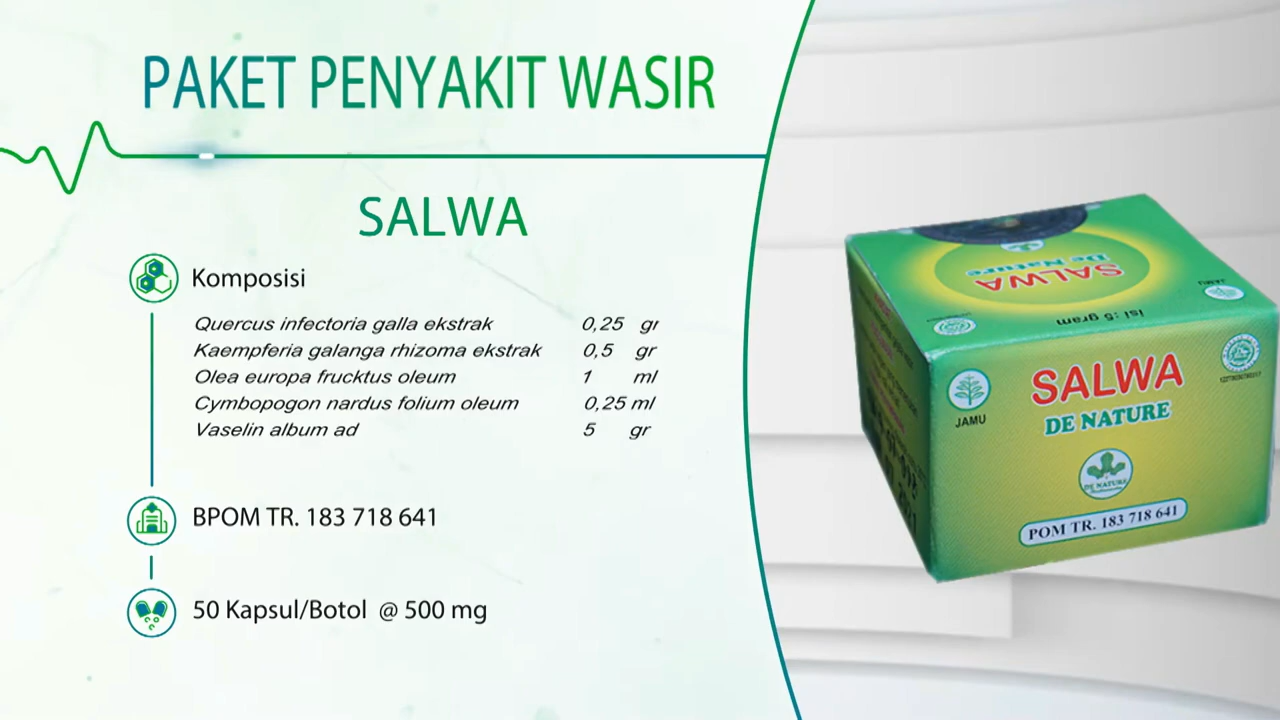 PAKET PENYAKIT WASIR
SALWA
Komposisi
Quercus infectoria galla ekstrak 0,25 gr
Kaempferia galanga rhizoma ekstrak 0,5 gr
Olea europa frucktus oleum 1 ml
Cymbopogon nardus folium oleum 0,25 ml
Vaselin album ad 5 gr
BPOM TR. 183 718 641
50 Kapsul/Botol @ 500 mg
SALWA
De Nature
JAMU
isi : 5 gram
JAMU
SALWA
DE NATURE
DE NATURE
POM TR. 183 718 641